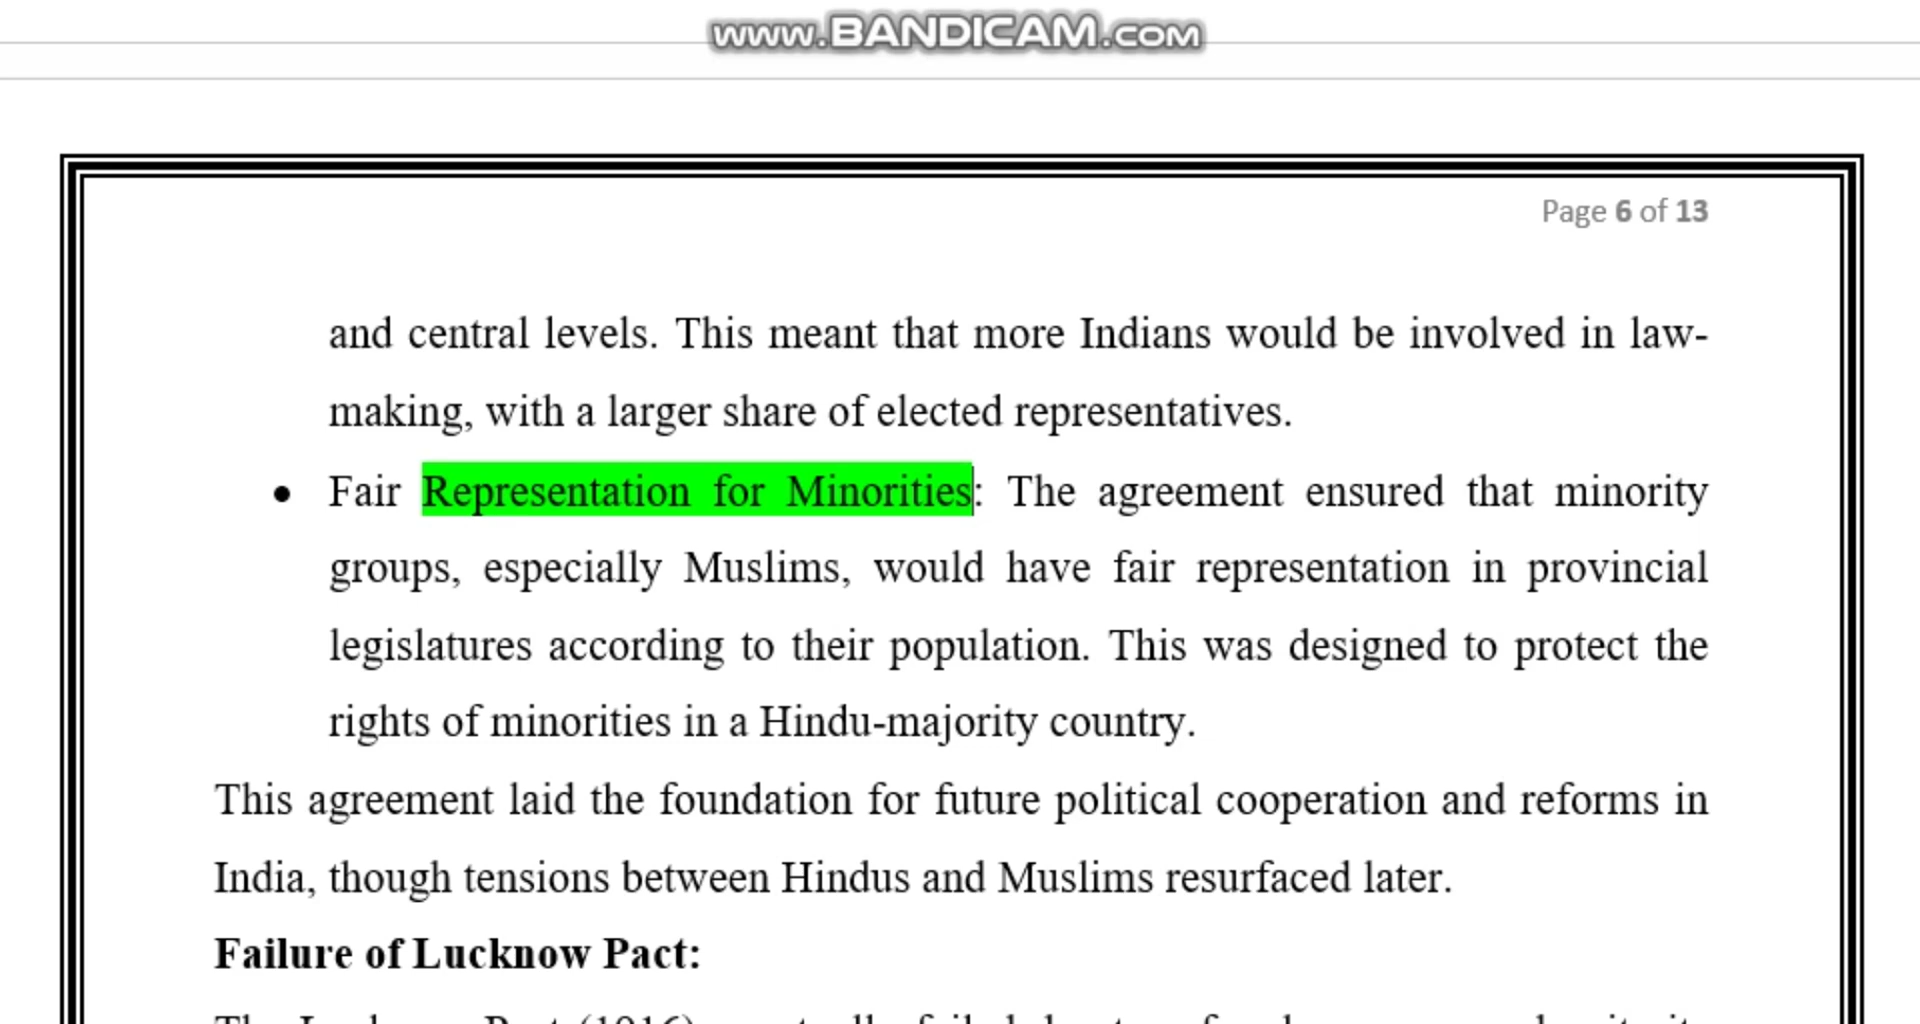 www.BANDICAM.com
Page 6 of 13
and central levels. This meant that more Indians would be involved in law-
making, with a larger share of elected representatives.
● Fair Representation for Minorities: The agreement ensured that minority
groups, especially Muslims, would have fair representation in provincial
legislatures according to their population. This was designed to protect the
rights of minorities in a Hindu-majority country.
This agreement laid the foundation for future political cooperation and reforms in
India, though tensions between Hindus and Muslims resurfaced later.
Failure of Lucknow Pact:
The Lucknow Pact (1916)